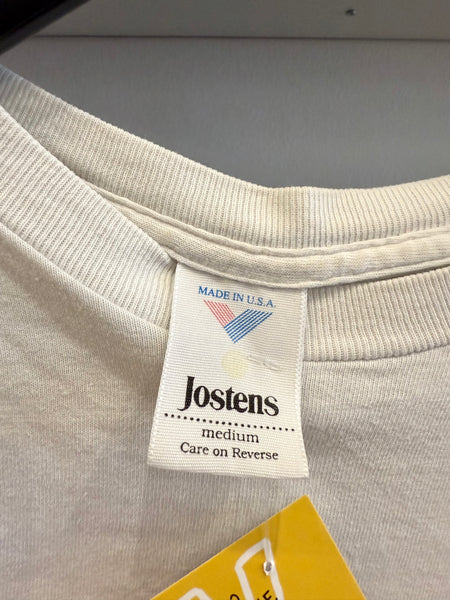 MADE IN U.S.A.
Jostens
medium
Care on Reverse